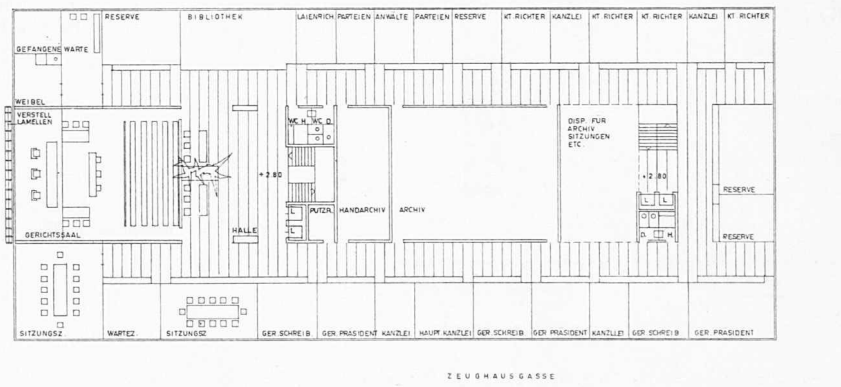 RESERVE
BIBLIOTHEK
LAIENRICH.
PARTEIEN
ANWÄLTE
PARTEIEN
RESERVE
KT. RICHTER
KANZLEI
KT. RICHTER
KT. RICHTER
KANZLEI
KT. RICHTER
GEFANGENE
WARTE
WEIBEL
VERSTELL
LAMELLEN
WC H.
WC D.
DISP. FÜR
ARCHIV
SITZUNGEN
ETC.
+2.80
+2.80
L
L
PUTZR.
HANDARCHIV
ARCHIV
L
L
RESERVE
GERICHTSSAAL
HALLE
D.
H.
RESERVE
SITZUNGSZ.
WARTEZ.
SITZUNGSZ
GER. SCHREIB.
GER. PRÄSIDENT
KANZLEI
HAUPT. KANZLEI
GER. SCHREIB.
GER. PRÄSIDENT
KANZLEI
GER. SCHREIB.
GER. PRÄSIDENT
ZEUGHAUSGASSE